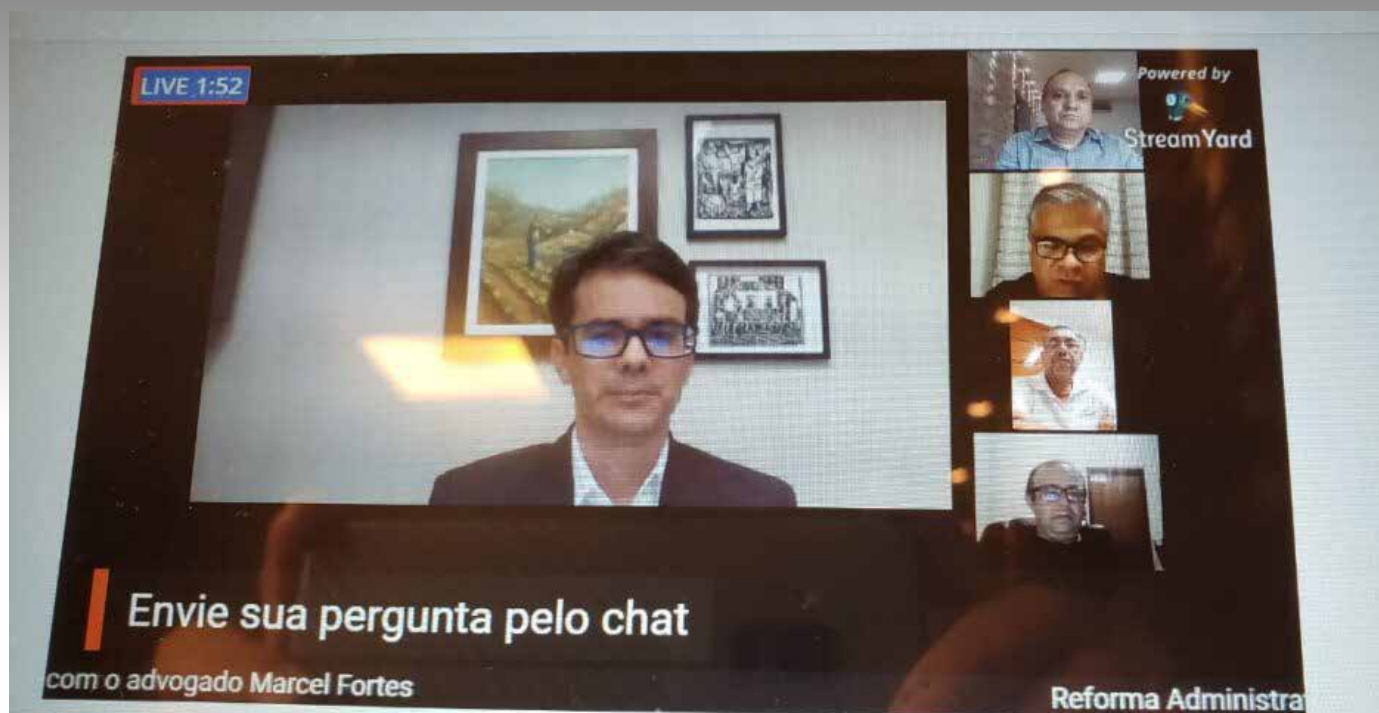 LIVE 1:52
Powered by
StreamYard
Envie sua pergunta pelo chat
com o advogado Marcel Fortes
Reforma Administra